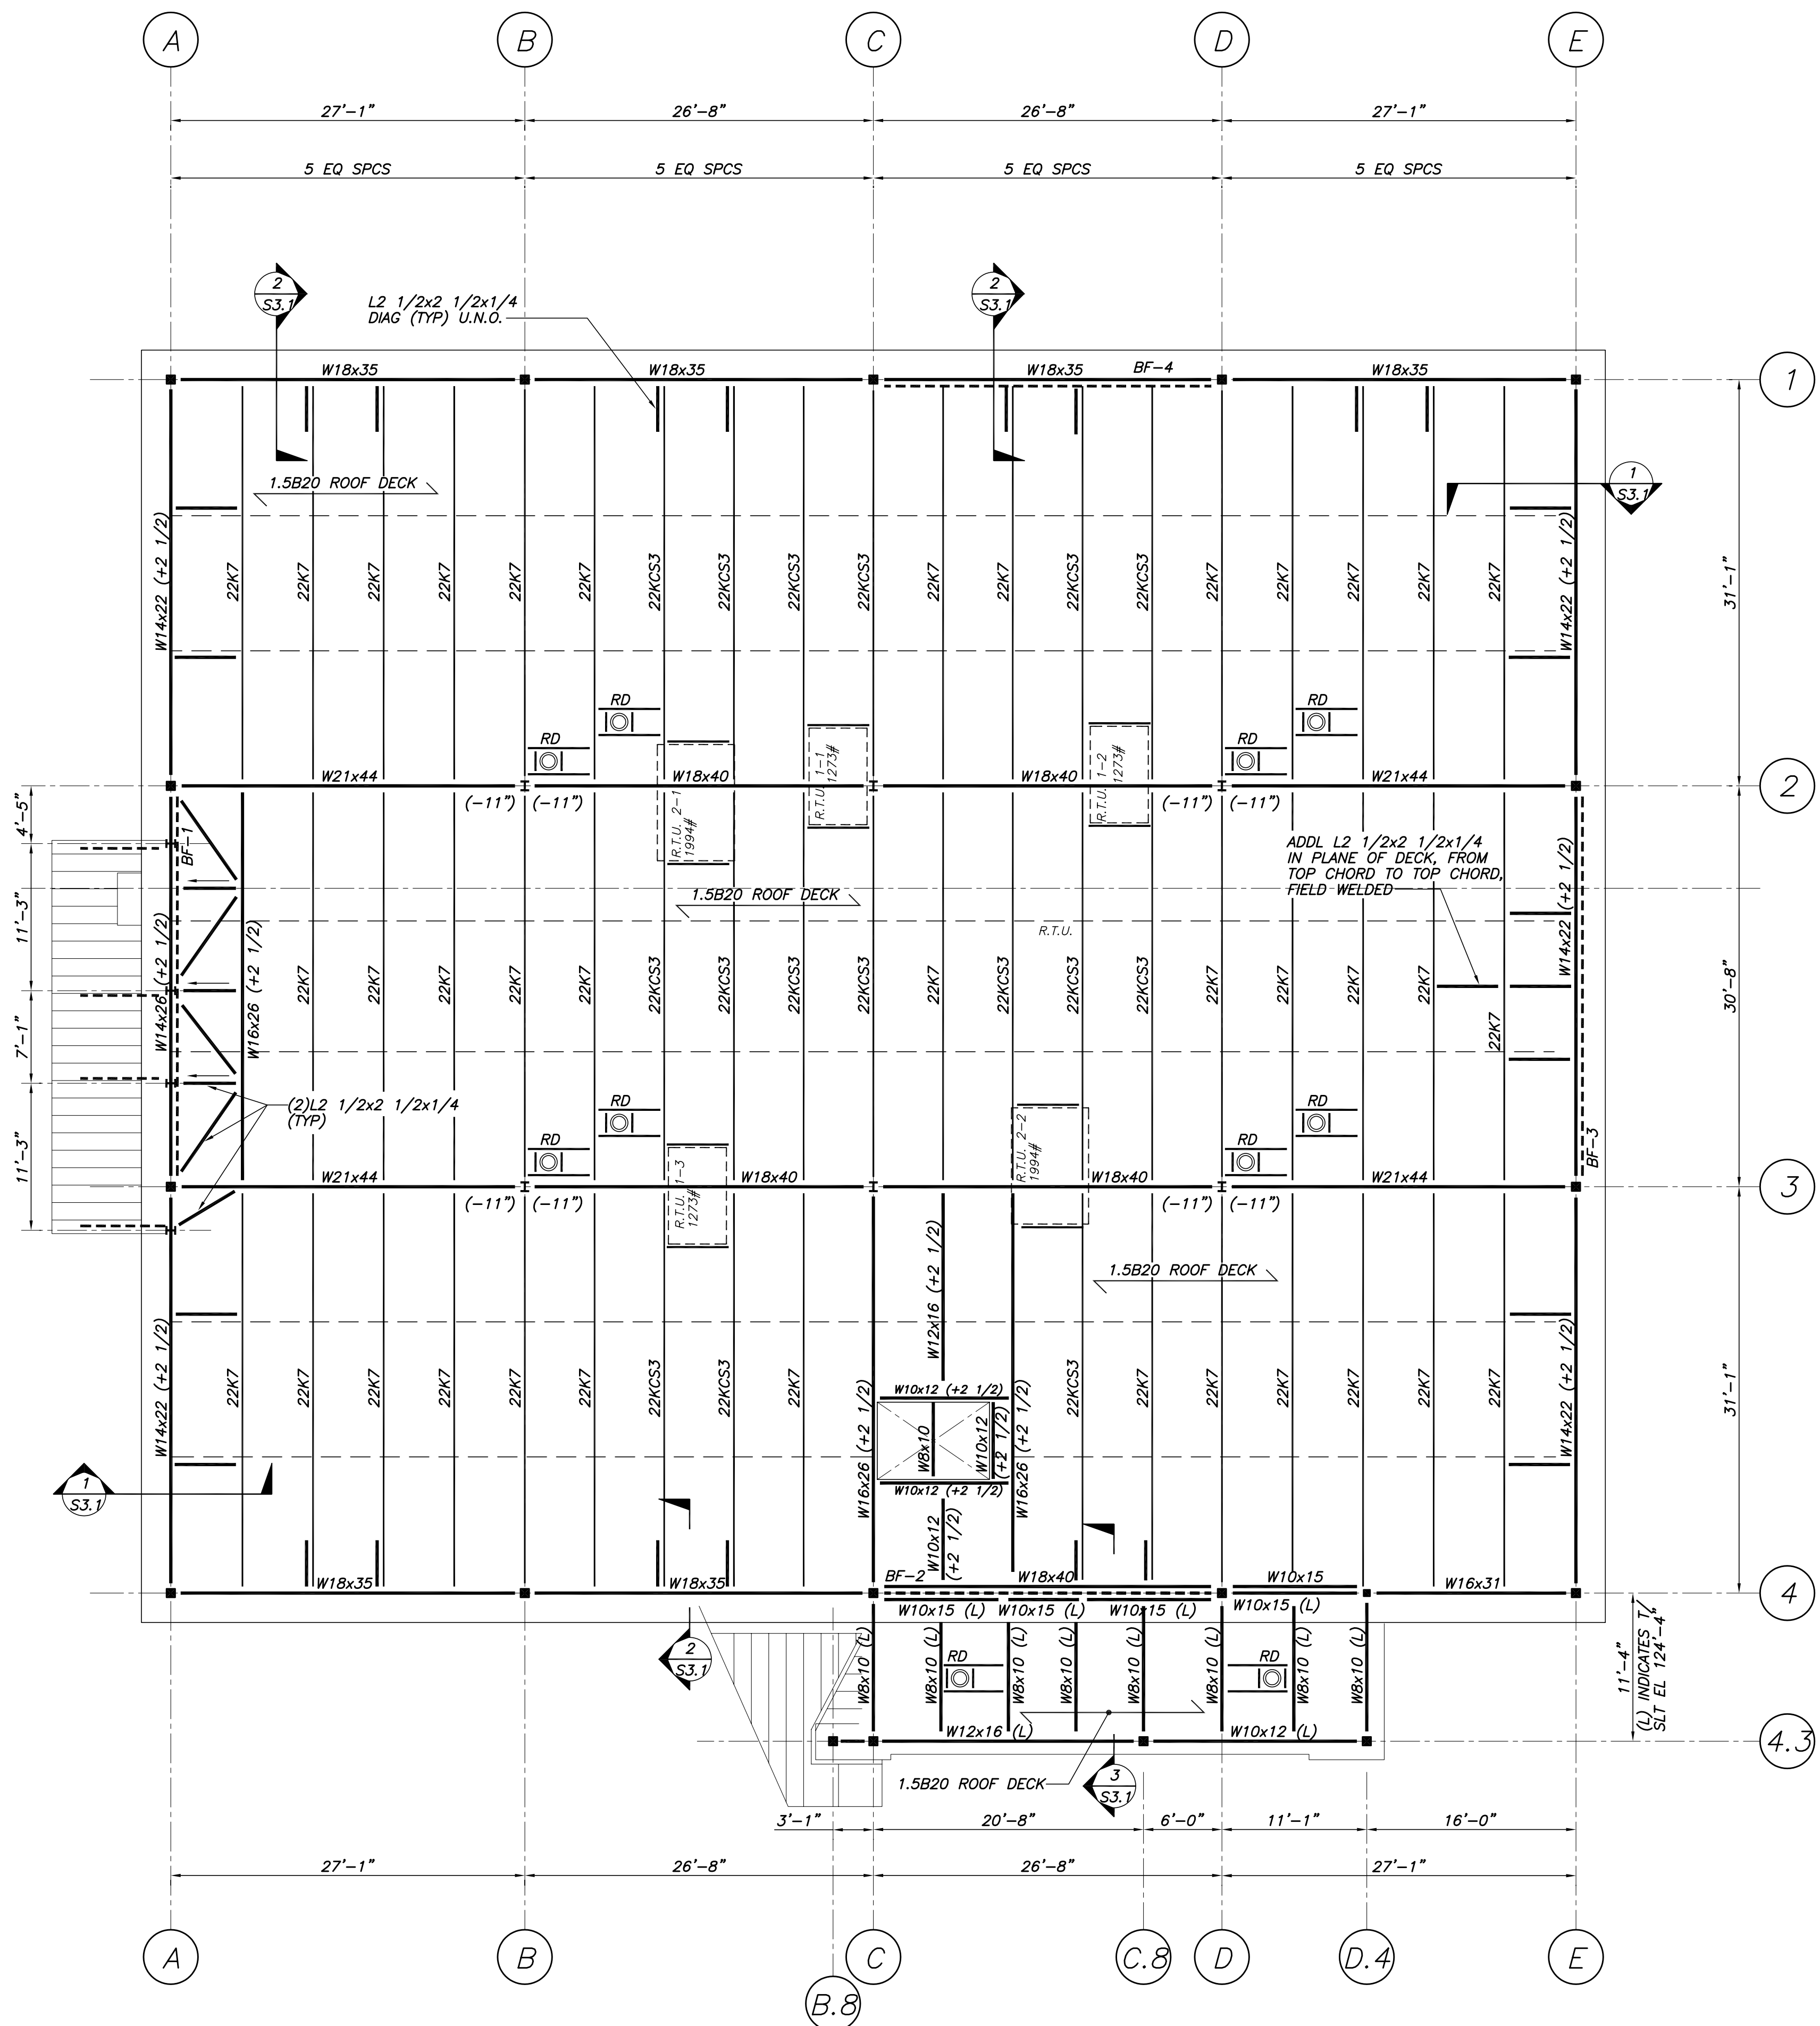 A
B
C
D
E
27'-1"
26'-8"
26'-8"
27'-1"
5 EQ SPCS
5 EQ SPCS
5 EQ SPCS
5 EQ SPCS
2
S3.1
L2 1/2x2 1/2x1/4
DIAG (TYP) U.N.O.
2
S3.1
W18x35
W18x35
W18x35
BF-4
W18x35
1
1.5B20 ROOF DECK
1
S3.1
W14x22 (+2 1/2)
22K7
22K7
22K7
22K7
22K7
22K7
22KCS3
22KCS3
22KCS3
22KCS3
22K7
22K7
22KCS3
22KCS3
22K7
22K7
22K7
22K7
22K7
W14x22 (+2 1/2)
31'-1"
RD
RD
RD
RD
R.T.U. 2-1
1994#
R.T.U. 1-1
1273#
R.T.U. 1-2
1273#
W21x44
W18x40
W18x40
W21x44
2
(-11")
(-11")
(-11")
(-11")
4'-5"
BF-1
ADDL L2 1/2x2 1/2x1/4
IN PLANE OF DECK, FROM
TOP CHORD TO TOP CHORD,
FIELD WELDED
1.5B20 ROOF DECK
R.T.U.
11'-3"
W14x26 (+2 1/2)
W16x26 (+2 1/2)
22K7
22K7
22K7
22K7
22K7
22KCS3
22KCS3
22KCS3
22KCS3
22K7
22KCS3
22KCS3
22KCS3
22K7
22K7
22K7
22K7
22K7
W14x22 (+2 1/2)
30'-8"
7'-1"
(2)L2 1/2x2 1/2x1/4
(TYP)
RD
RD
RD
RD
R.T.U. 1-3
1273#
R.T.U. 2-2
1994#
BF-3
11'-3"
W21x44
W18x40
W18x40
W21x44
3
(-11")
(-11")
(-11")
(-11")
1.5B20 ROOF DECK
W14x22 (+2 1/2)
22K7
22K7
22K7
22K7
22K7
22K7
22KCS3
22KCS3
22K7
W16x26 (+2 1/2)
W12x16 (+2 1/2)
W10x12 (+2 1/2)
W8x10
W10x12
(+2 1/2)
W10x12 (+2 1/2)
W10x12
(+2 1/2)
W16x26 (+2 1/2)
22KCS3
22K7
22K7
22K7
22K7
22K7
22K7
W14x22 (+2 1/2)
31'-1"
1
S3.1
W18x35
W18x35
BF-2
W18x40
W10x15
W16x31
4
W10x15 (L)
W10x15 (L)
W10x15 (L)
W10x15 (L)
2
S3.1
W8x10 (L)
W8x10 (L)
RD
W8x10 (L)
W8x10 (L)
W8x10 (L)
W8x10 (L)
RD
W8x10 (L)
W8x10 (L)
11'-4"
(L) INDICATES T/
SLT EL 124'-4"
W12x16 (L)
W10x12 (L)
4.3
1.5B20 ROOF DECK
3
S3.1
3'-1"
20'-8"
6'-0"
11'-1"
16'-0"
27'-1"
26'-8"
26'-8"
27'-1"
A
B
B.8
C
C.8
D
D.4
E